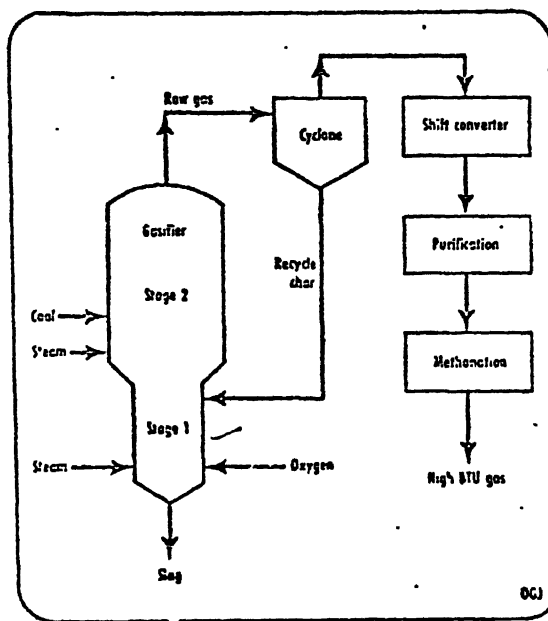 Raw gas
Cyclone
Shift converter
Gasifier
Purification
Recycle
char
Stage 2
Coal
Steam
Methanation
Stage 1
Steam
Oxygen
High BTU gas
Slag
OGJ